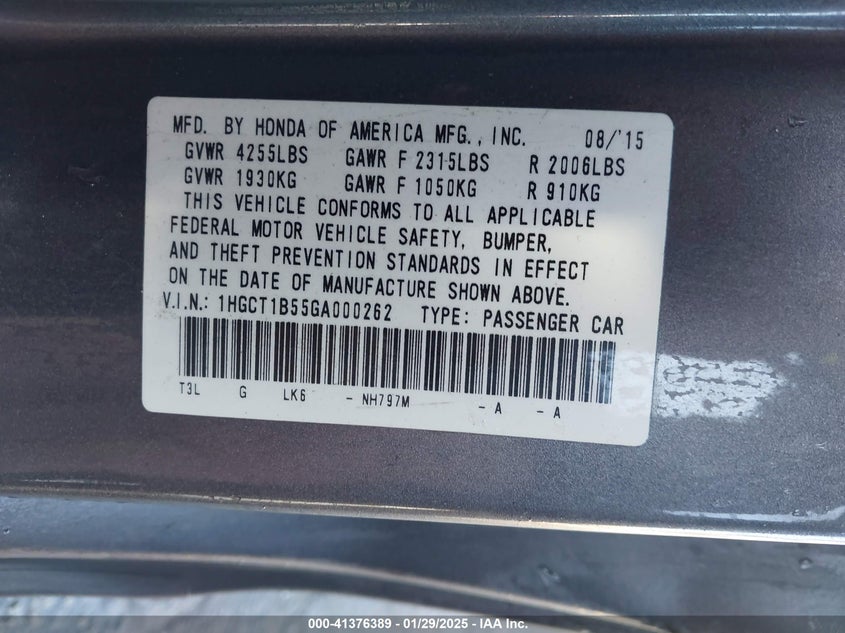 MFD. BY HONDA OF AMERICA MFG., INC. 08/'15
GVWR 4255LBS GAWR F 2315LBS R 2006LBS
GVWR 1930KG GAWR F 1050KG R 910KG
THIS VEHICLE CONFORMS TO ALL APPLICABLE
FEDERAL MOTOR VEHICLE SAFETY, BUMPER,
AND THEFT PREVENTION STANDARDS IN EFFECT
ON THE DATE OF MANUFACTURE SHOWN ABOVE.
V.I.N.: 1HGCT1B55GA000262 TYPE: PASSENGER CAR
T3L G LK6 - NH797M - A - A
000-41376389 - 01/29/2025 - IAA Inc.